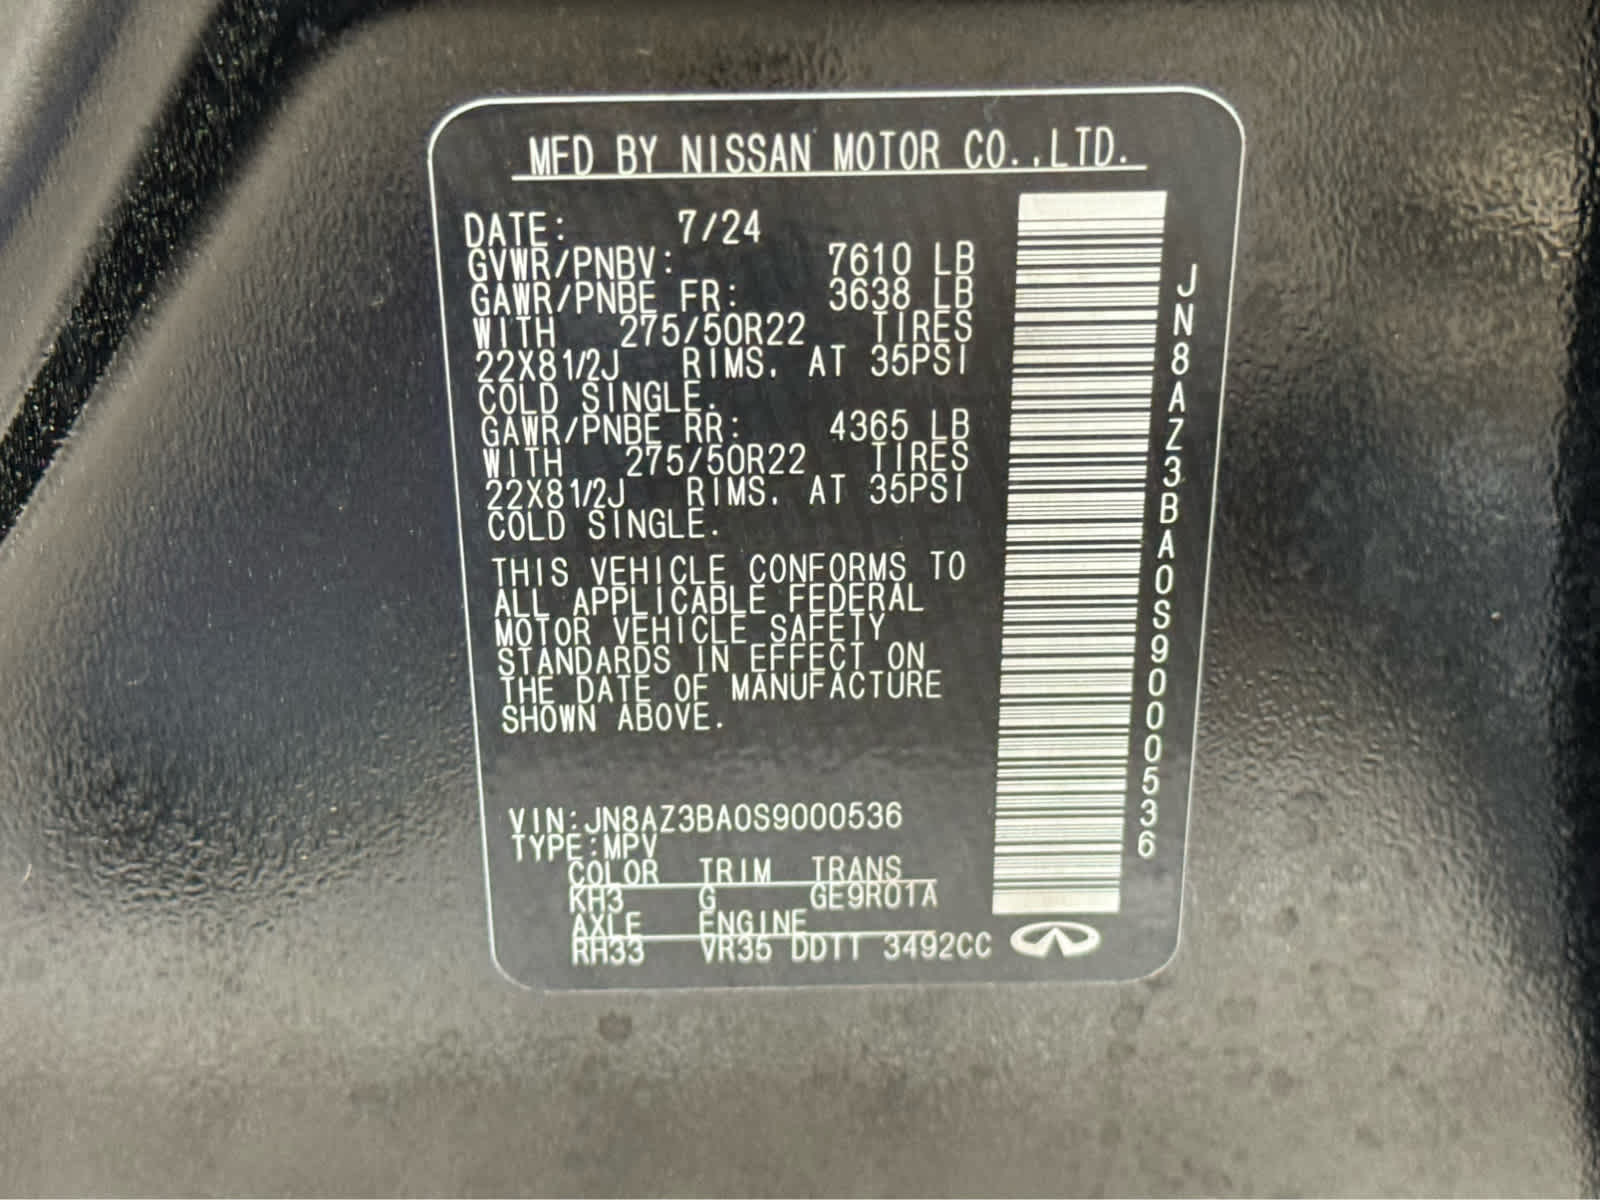 MFD BY NISSAN MOTOR CO.,LTD.
DATE: 7/24
GVWR/PNBV: 7610 LB
GAWR/PNBE FR: 3638 LB
WITH 275/50R22 TIRES
22X81/2J RIMS, AT 35PSI
COLD SINGLE.
GAWR/PNBE RR: 4365 LB
WITH 275/50R22 TIRES
22X81/2J RIMS, AT 35PSI
COLD SINGLE.
THIS VEHICLE CONFORMS TO
ALL APPLICABLE FEDERAL
MOTOR VEHICLE SAFETY
STANDARDS IN EFFECT ON
THE DATE OF MANUFACTURE
SHOWN ABOVE.
VIN:JN8AZ3BA0S9000536
TYPE:MPV
COLOR TRIM TRANS
KH3 G GE9R01A
AXLE ENGINE
RH33 VR35 DDTT 3492CC
JN8AZ3BA0S9000536